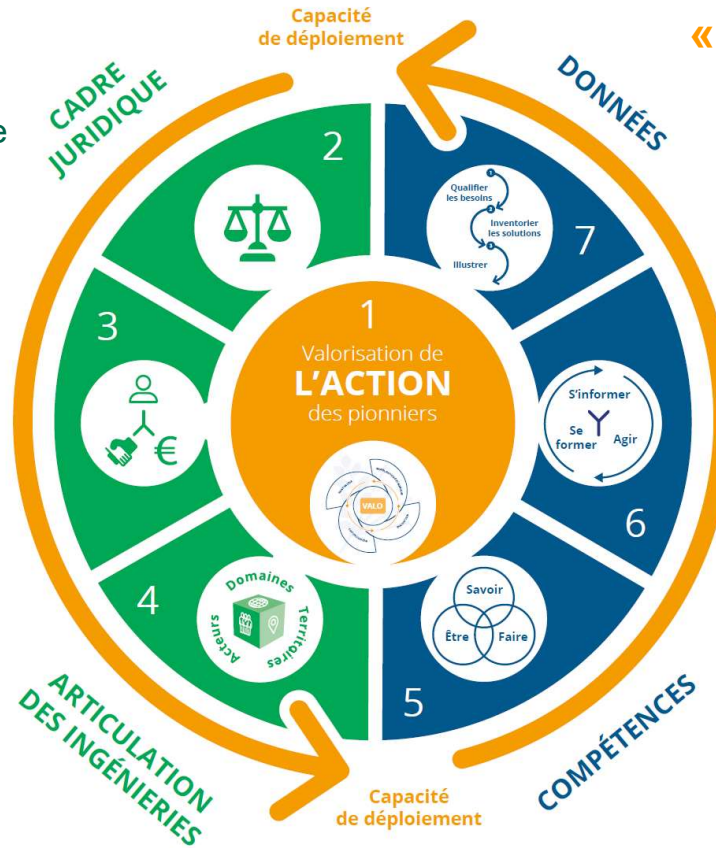 Capacité
de déploiement
«
CADRE
JURIDIQUE
e
DONNÉES
2
7
Qualifier
les besoins
Inventorier
les solutions
Illustrer
3
1
Valorisation de
L'ACTION
des pionniers
VALO
S'informer
Se
former
Agir
6
4
Domaines
Territoires
Acteurs
Savoir
Être
Faire
5
ARTICULATION
DES INGÉNIERIES
COMPÉTENCES
Capacité
de déploiement